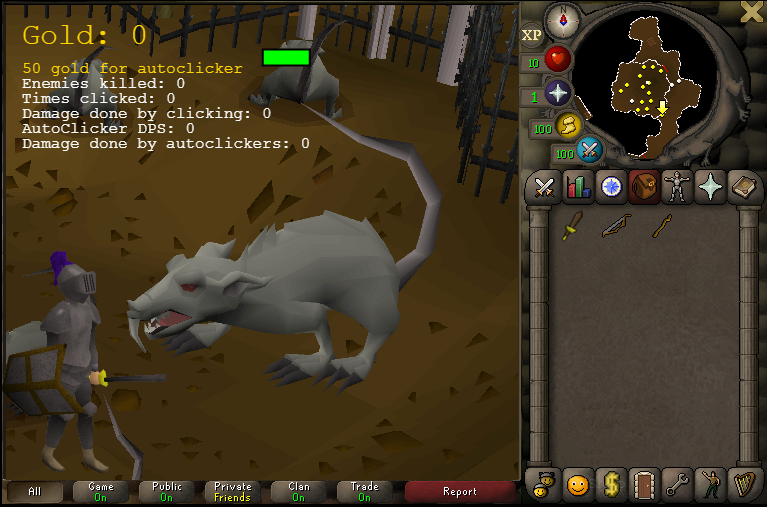 Gold: 0
50 gold for autoclicker
Enemies killed: 0
Times clicked: 0
Damage done by clicking: 0
AutoClicker DPS: 0
Damage done by autoclickers: 0
N
XP
10
1
100
100
All
Game
On
Public
On
Private
Friends
Clan
On
Trade
On
Report